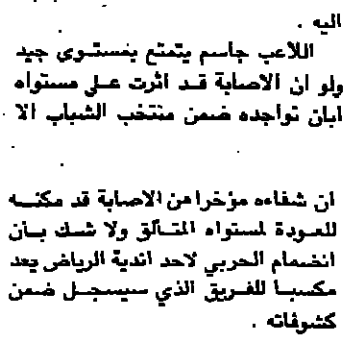 اليه .
اللاعب جاسم يتمتع بمستوى جيد
ولو ان الاصابة قد اثرت على مستواه
ابان تواجده ضمن منتخب الشباب الا
ان شفاءه مؤخرا من الاصابة قد مكنه
للعودة لمستواه المتألق ولا شك بأن
انضمام الحربي لاحد اندية الرياض يعد
مكسبا للفريق الذي سيسجل ضمن
كشوفاته .